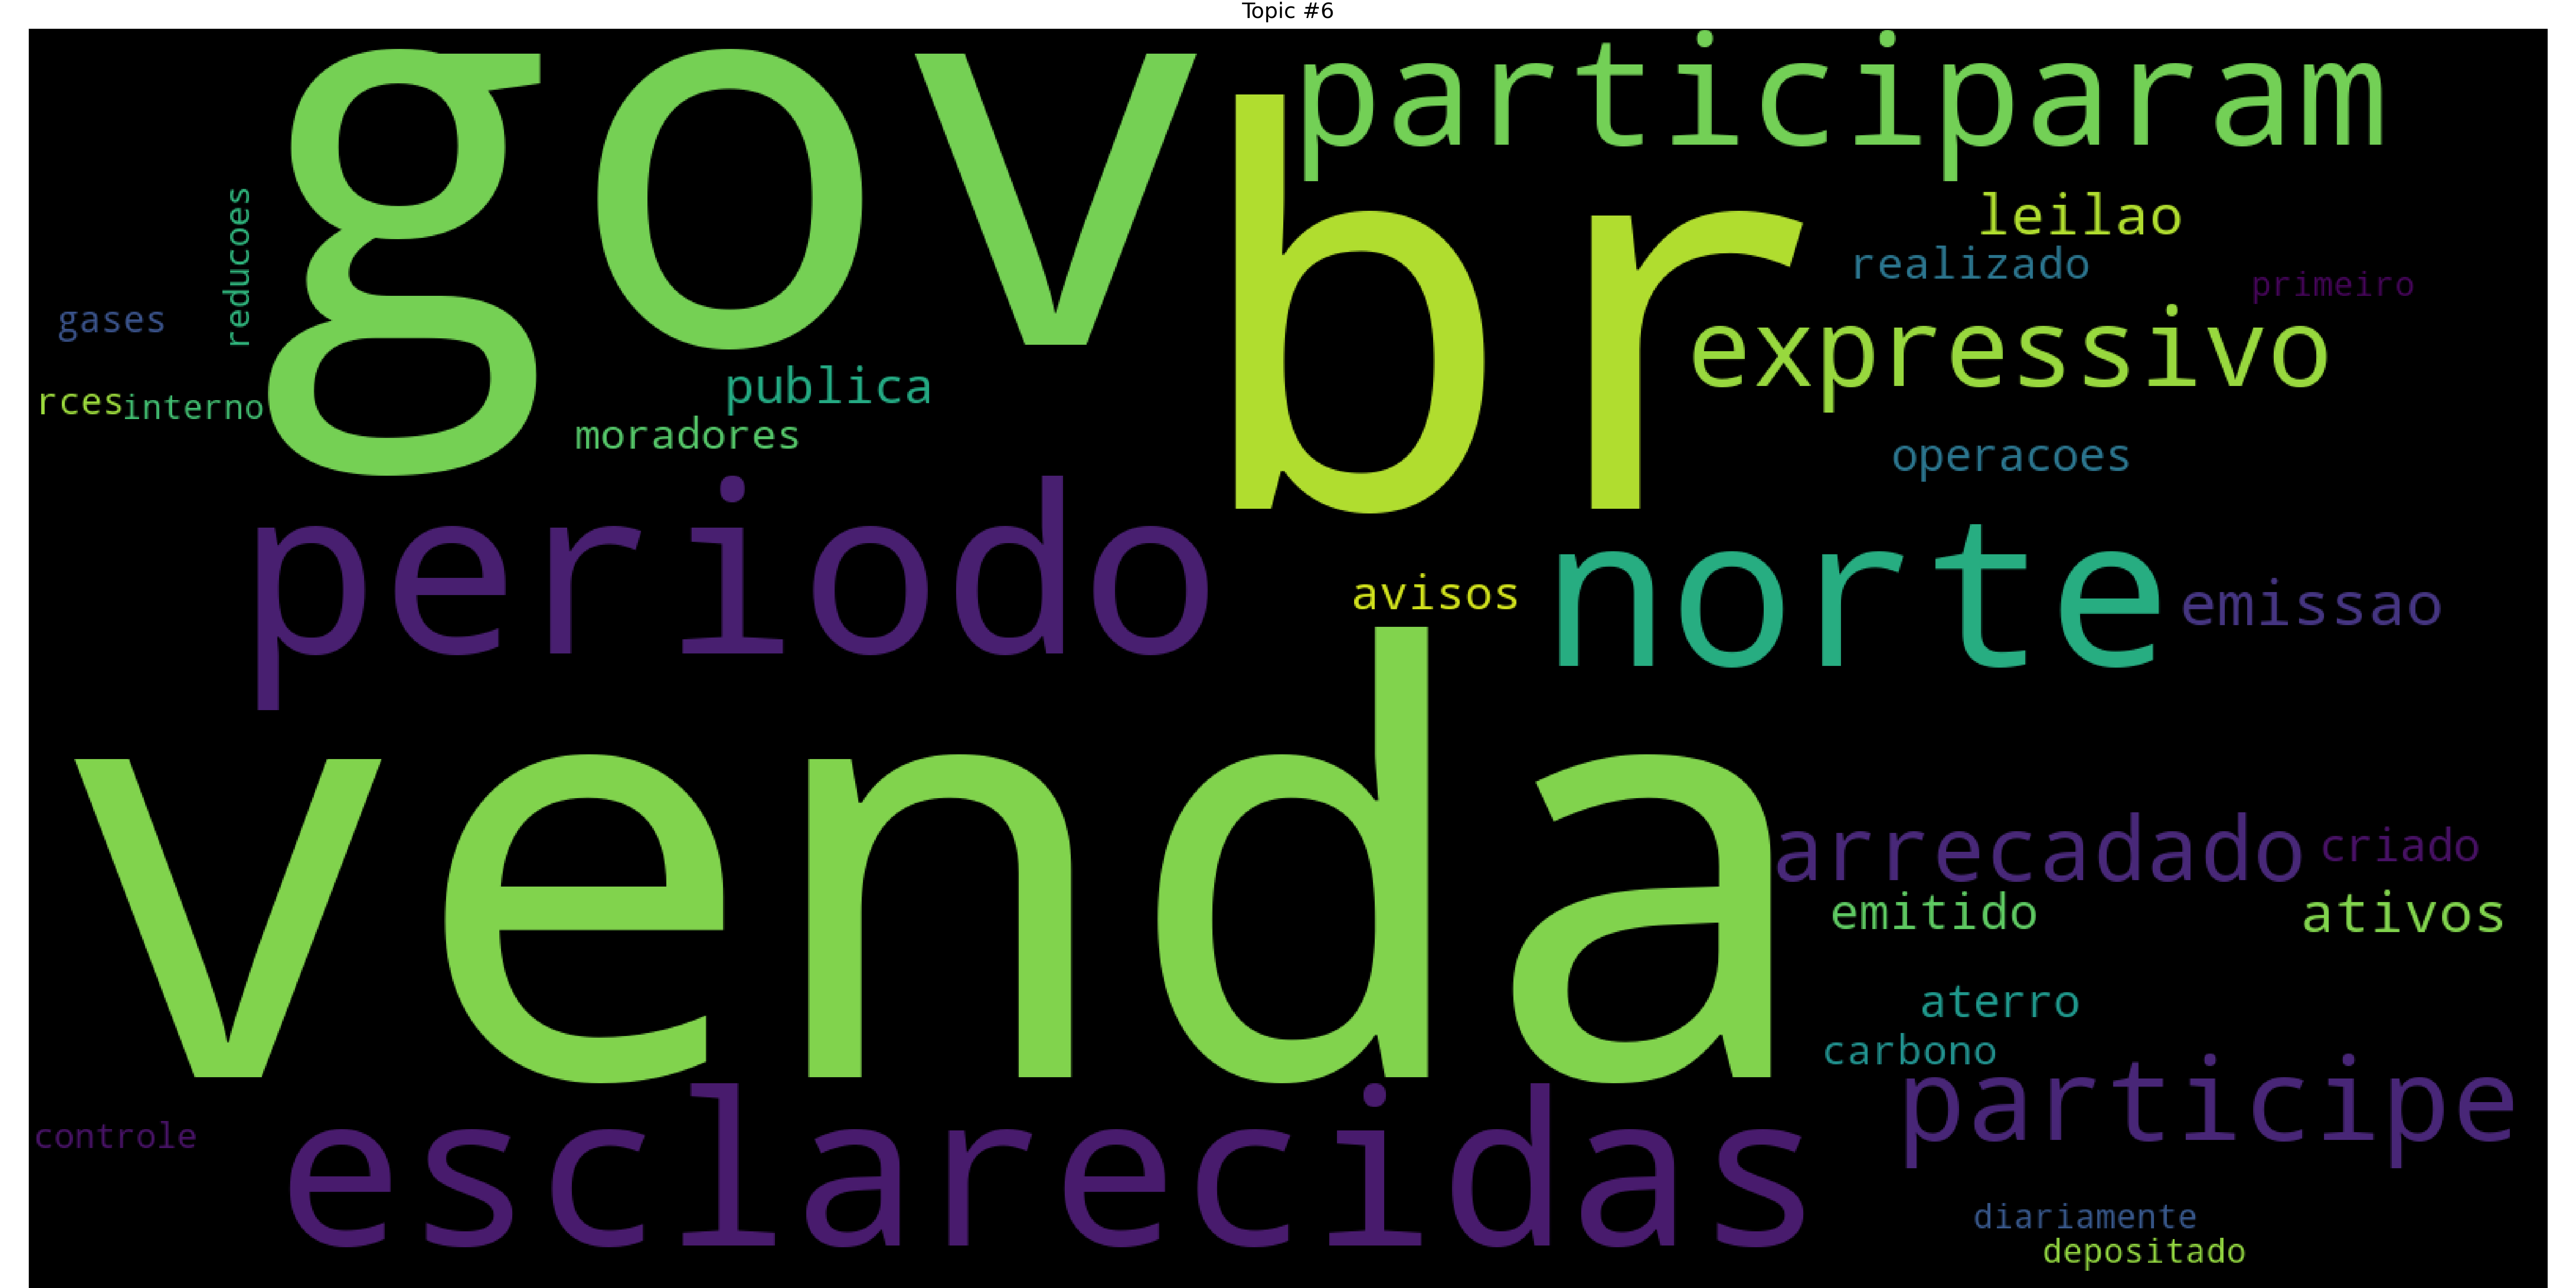 Topic #6
gov
br
participaram
leilao
realizado
primeiro
expressivo
operacoes
reducoes
gases
rces
interno
publica
moradores
periodo
avisos
norte
emissao
venda
arrecadado
criado
emitido
ativos
aterro
carbono
participe
controle
esclarecidas
diariamente
depositado